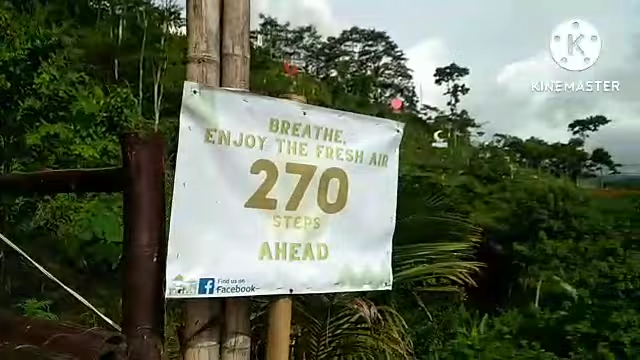 KINEMASTER
BREATHE,
ENJOY THE FRESH AIR
270
STEPS
AHEAD
Find us on
Facebook